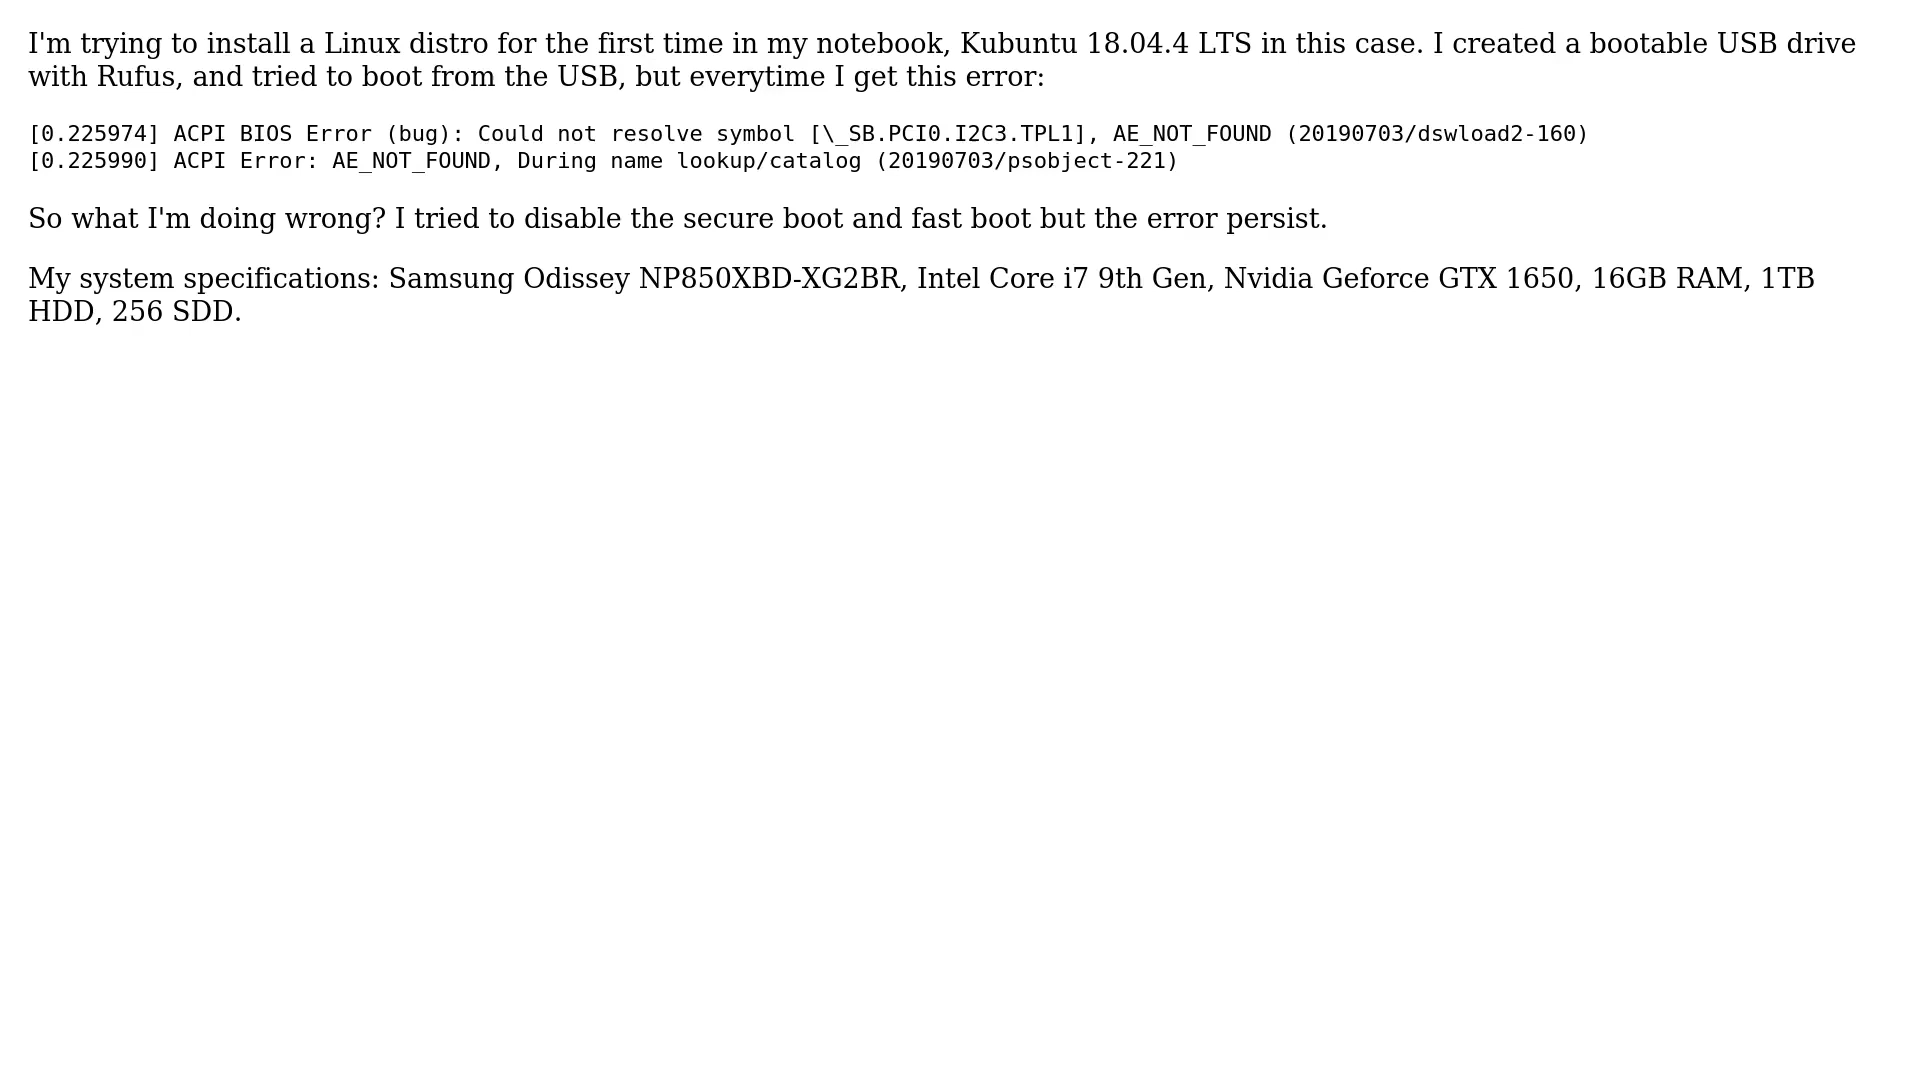 I'm trying to install a Linux distro for the first time in my notebook, Kubuntu 18.04.4 LTS in this case. I created a bootable USB drive
with Rufus, and tried to boot from the USB, but everytime I get this error:
[0.225974] ACPI BIOS Error (bug): Could not resolve symbol [\_SB.PCI0.I2C3.TPL1], AE_NOT_FOUND (20190703/dswload2-160)
[0.225990] ACPI Error: AE_NOT_FOUND, During name lookup/catalog (20190703/psobject-221)
So what I'm doing wrong? I tried to disable the secure boot and fast boot but the error persist.
My system specifications: Samsung Odissey NP850XBD-XG2BR, Intel Core i7 9th Gen, Nvidia Geforce GTX 1650, 16GB RAM, 1TB
HDD, 256 SDD.